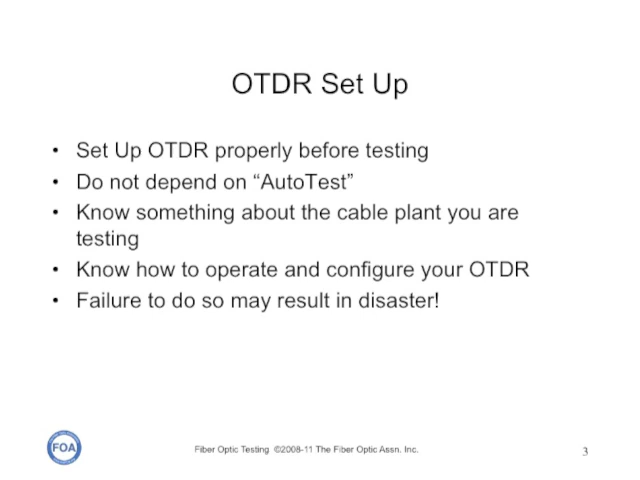 OTDR Set Up
• Set Up OTDR properly before testing
• Do not depend on “AutoTest”
• Know something about the cable plant you are
testing
• Know how to operate and configure your OTDR
• Failure to do so may result in disaster!
FOA
Fiber Optic Testing ©2008-11 The Fiber Optic Assn. Inc.
3